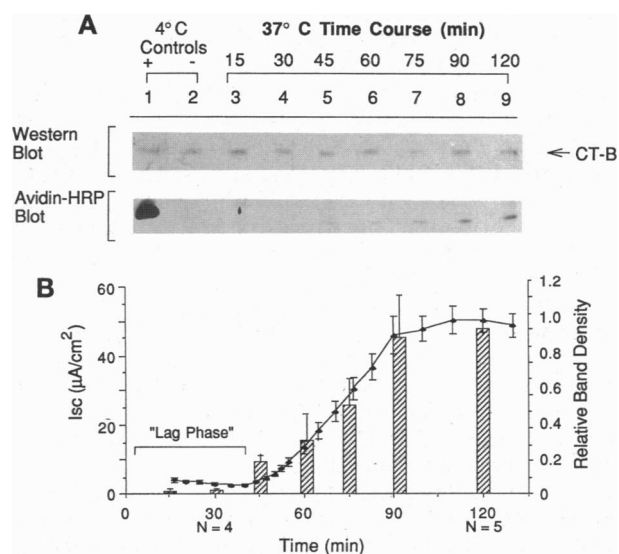 A
4° C
Controls
37° C Time Course (min)
+ - 15 30 45 60 75 90 120
1 2 3 4 5 6 7 8 9
Western
Blot
← CT-B
Avidin-HRP
Blot
B
60
40
20
0
Isc (µA/cm²)
"Lag Phase"
1.2
1.0
0.8
0.6
0.4
0.2
0
Relative Band Density
0 30 60 90 120
N = 4 N = 5
Time (min)